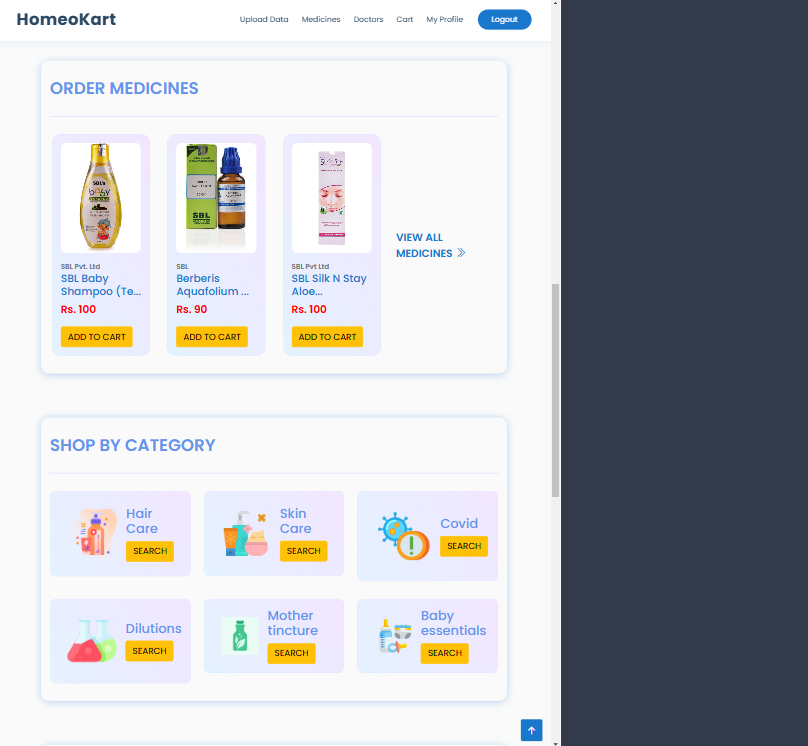 HomeoKart
Upload Data
Medicines
Doctors
Cart
My Profile
Logout
ORDER MEDICINES
SBL Pvt. Ltd
SBL Baby
Shampoo (Te...
Rs. 100
ADD TO CART
SBL
SBL
Berberis
Aquafolium ...
Rs. 90
ADD TO CART
SBL Pvt Ltd
SBL Silk N Stay
Aloe...
Rs. 100
ADD TO CART
VIEW ALL
MEDICINES
SHOP BY CATEGORY
Hair
Care
SEARCH
Skin
Care
SEARCH
Covid
SEARCH
Dilutions
SEARCH
Mother
tincture
SEARCH
Baby
essentials
SEARCH